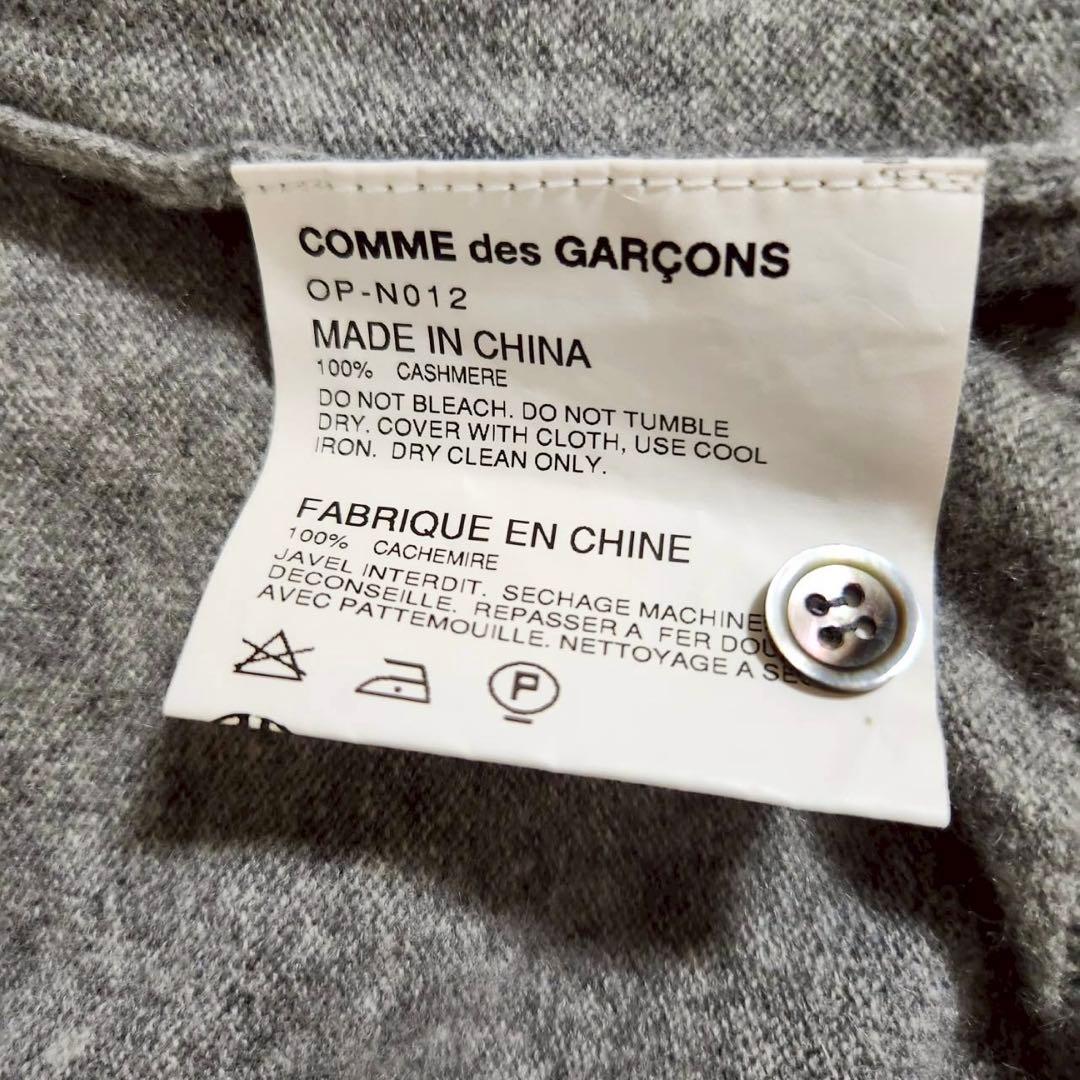 COMME des GARÇONS
OP-N012
MADE IN CHINA
100% CASHMERE
DO NOT BLEACH. DO NOT TUMBLE
DRY. COVER WITH CLOTH, USE COOL
IRON. DRY CLEAN ONLY.
FABRIQUE EN CHINE
100% CACHEMIRE
JAVEL INTERDIT. SECHAGE MACHINE
DECONSEILLE. REPASSER A FER
AVEC PATTEMOUILLE. NETTOYAGE A
P